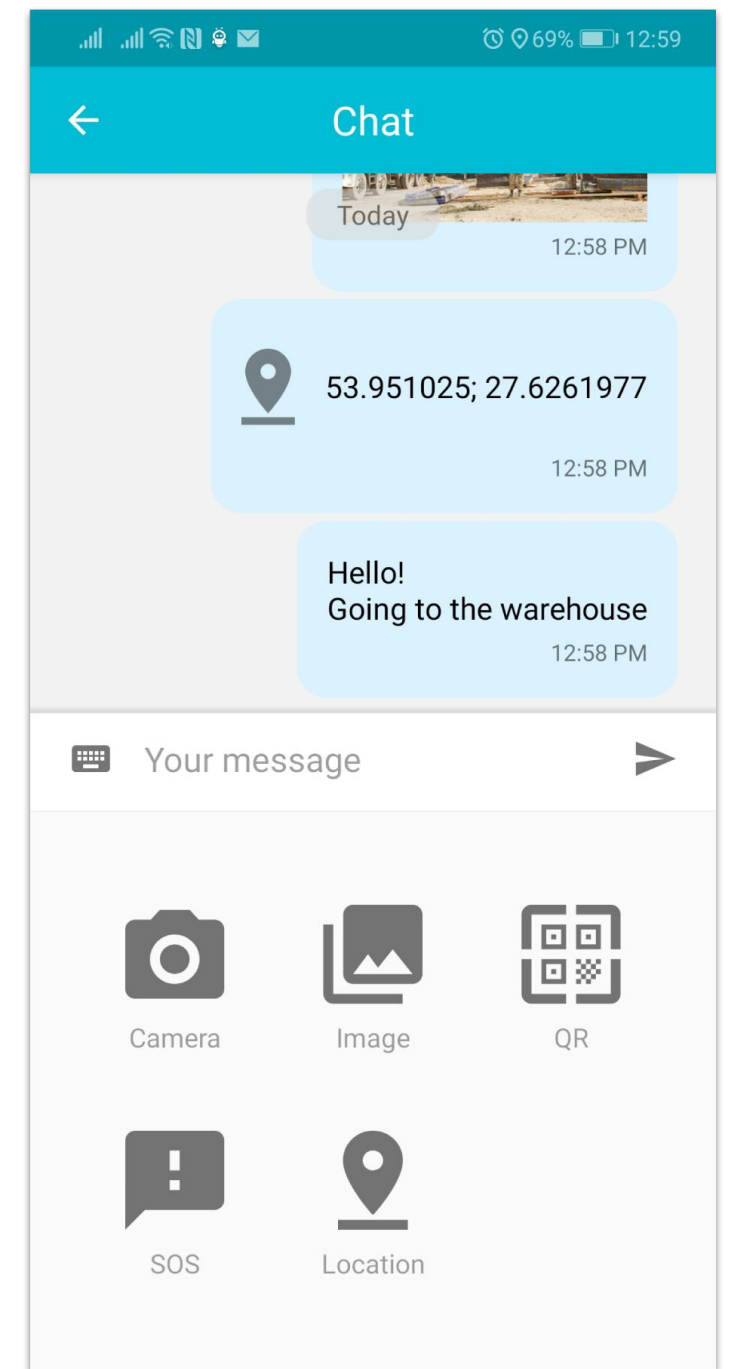 69% 12:59
Chat
Today
12:58 PM
53.951025; 27.6261977
12:58 PM
Hello!
Going to the warehouse
12:58 PM
Your message
Camera Image QR
SOS Location